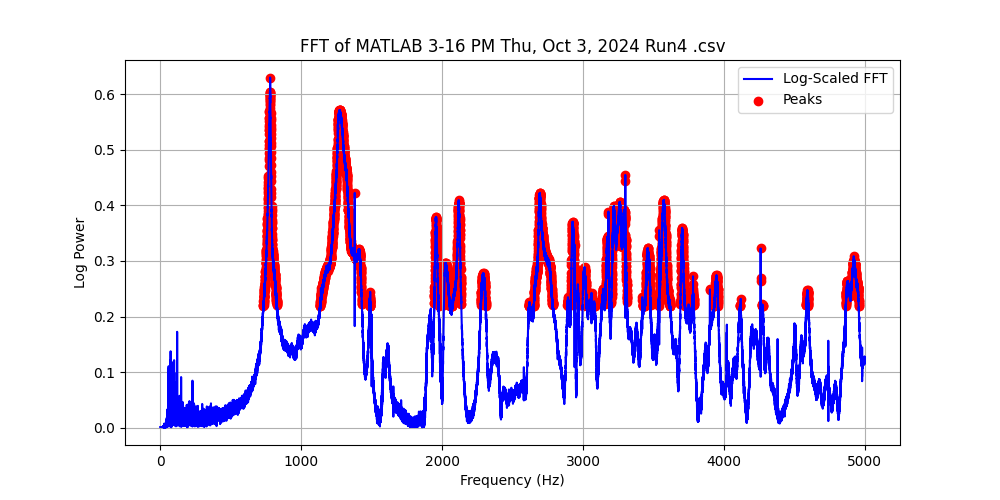 FFT of MATLAB 3-16 PM Thu, Oct 3, 2024 Run4 .csv
Log-Scaled FFT
Peaks
Log Power
0.6
0.5
0.4
0.3
0.2
0.1
0.0
0 1000 2000 3000 4000 5000
Frequency (Hz)